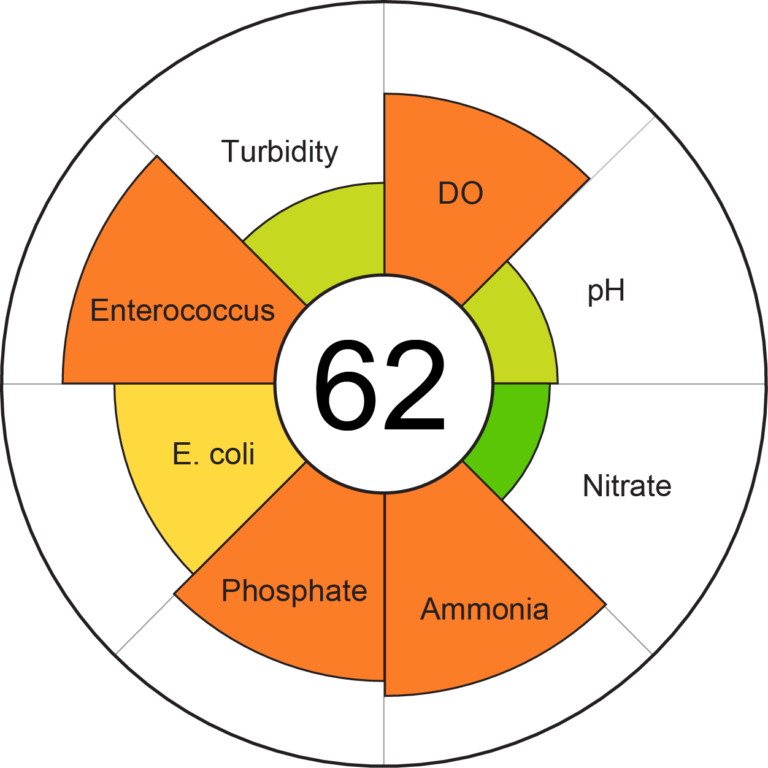 Turbidity
DO
pH
Enterococcus
62
E. coli
Nitrate
Phosphate
Ammonia